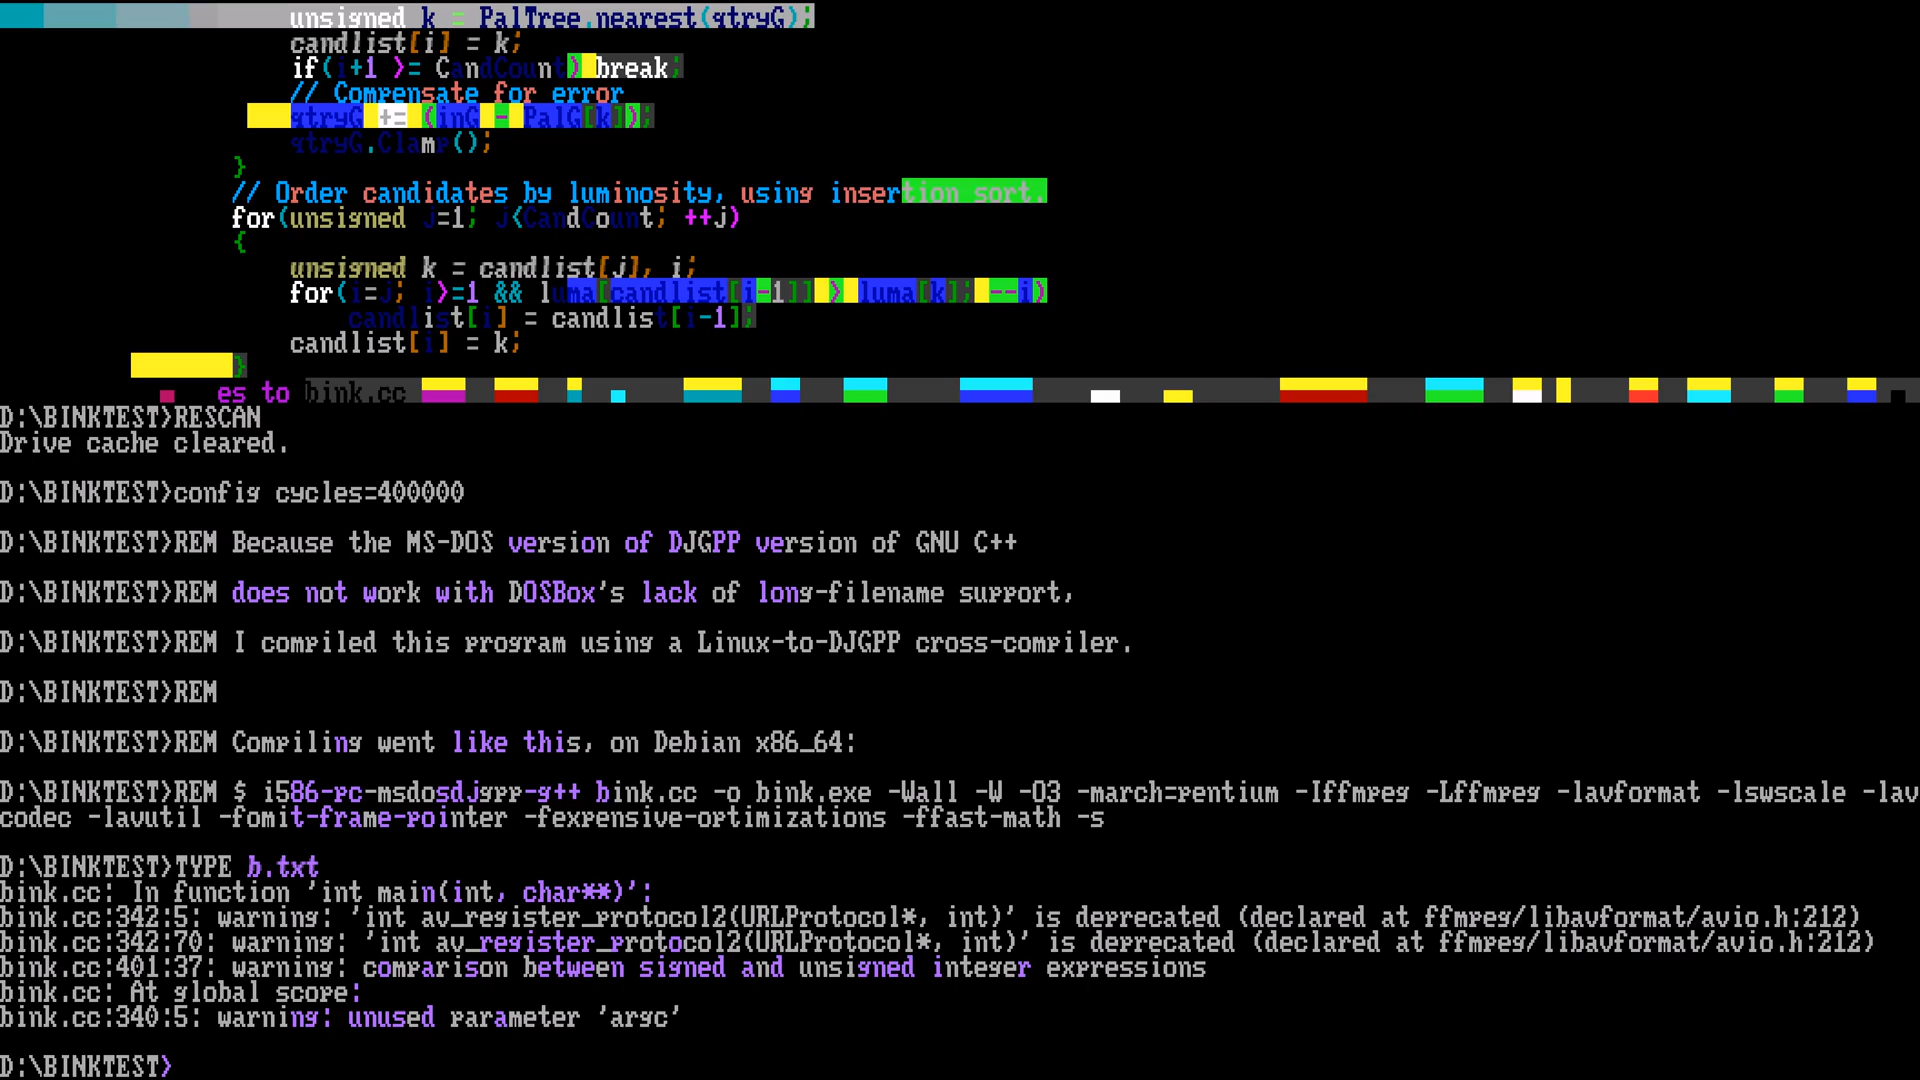 unsigned k = PalTree.nearest(qtryG);
candlist[i] = k;
if(i+1 >= CandCount) break;
// Compensate for error
qtryG += (inG - PalG[k]);
qtryG.Clamp();
}
// Order candidates by luminosity, using insertion sort.
for(unsigned j=1; j<CandCount; ++j)
{
unsigned k = candlist[j], i;
for(i=j; i>=1 && luma[candlist[i-1]] > luma[k]; --i)
candlist[i] = candlist[i-1];
candlist[i] = k;
}
es to bink.cc
D:\BINKTEST>RESCAN
Drive cache cleared.
D:\BINKTEST>config cycles=400000
D:\BINKTEST>REM Because the MS-DOS version of DJGPP version of GNU C++
D:\BINKTEST>REM does not work with DOSBox's lack of long-filename support,
D:\BINKTEST>REM I compiled this program using a Linux-to-DJGPP cross-compiler.
D:\BINKTEST>REM
D:\BINKTEST>REM Compiling went like this, on Debian x86_64:
D:\BINKTEST>REM $ i586-pc-msdosdjgpp-g++ bink.cc -o bink.exe -Wall -W -O3 -march=pentium -Iffmpeg -Lffmpeg -lavformat -lswscale -lav
codec -lavutil -fomit-frame-pointer -fexpensive-optimizations -ffast-math -s
D:\BINKTEST>TYPE b.txt
bink.cc: In function 'int main(int, char**)':
bink.cc:342:5: warning: 'int av_register_protocol2(URLProtocol*, int)' is deprecated (declared at ffmpeg/libavformat/avio.h:212)
bink.cc:342:70: warning: 'int av_register_protocol2(URLProtocol*, int)' is deprecated (declared at ffmpeg/libavformat/avio.h:212)
bink.cc:401:37: warning: comparison between signed and unsigned integer expressions
bink.cc: At global scope:
bink.cc:340:5: warning: unused parameter 'argc'
D:\BINKTEST>